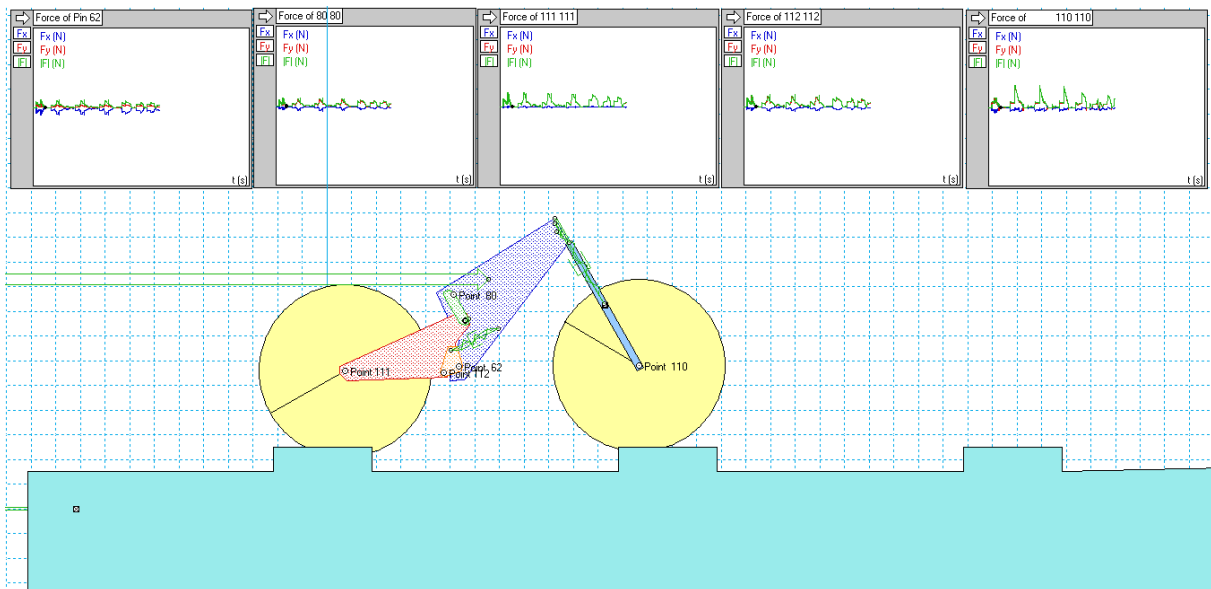 Force of Pin 62
Fx
Fy
|F|
Fx (N)
Fy (N)
|F| (N)
t (s)
Force of 80 80
Fx
Fy
|F|
Fx (N)
Fy (N)
|F| (N)
t (s)
Force of 111 111
Fx
Fy
|F|
Fx (N)
Fy (N)
|F| (N)
t (s)
Force of 112 112
Fx
Fy
|F|
Fx (N)
Fy (N)
|F| (N)
t (s)
Force of 110 110
Fx
Fy
|F|
Fx (N)
Fy (N)
|F| (N)
t (s)
Point 80
Point 62
Point 111
Point 112
Point 110